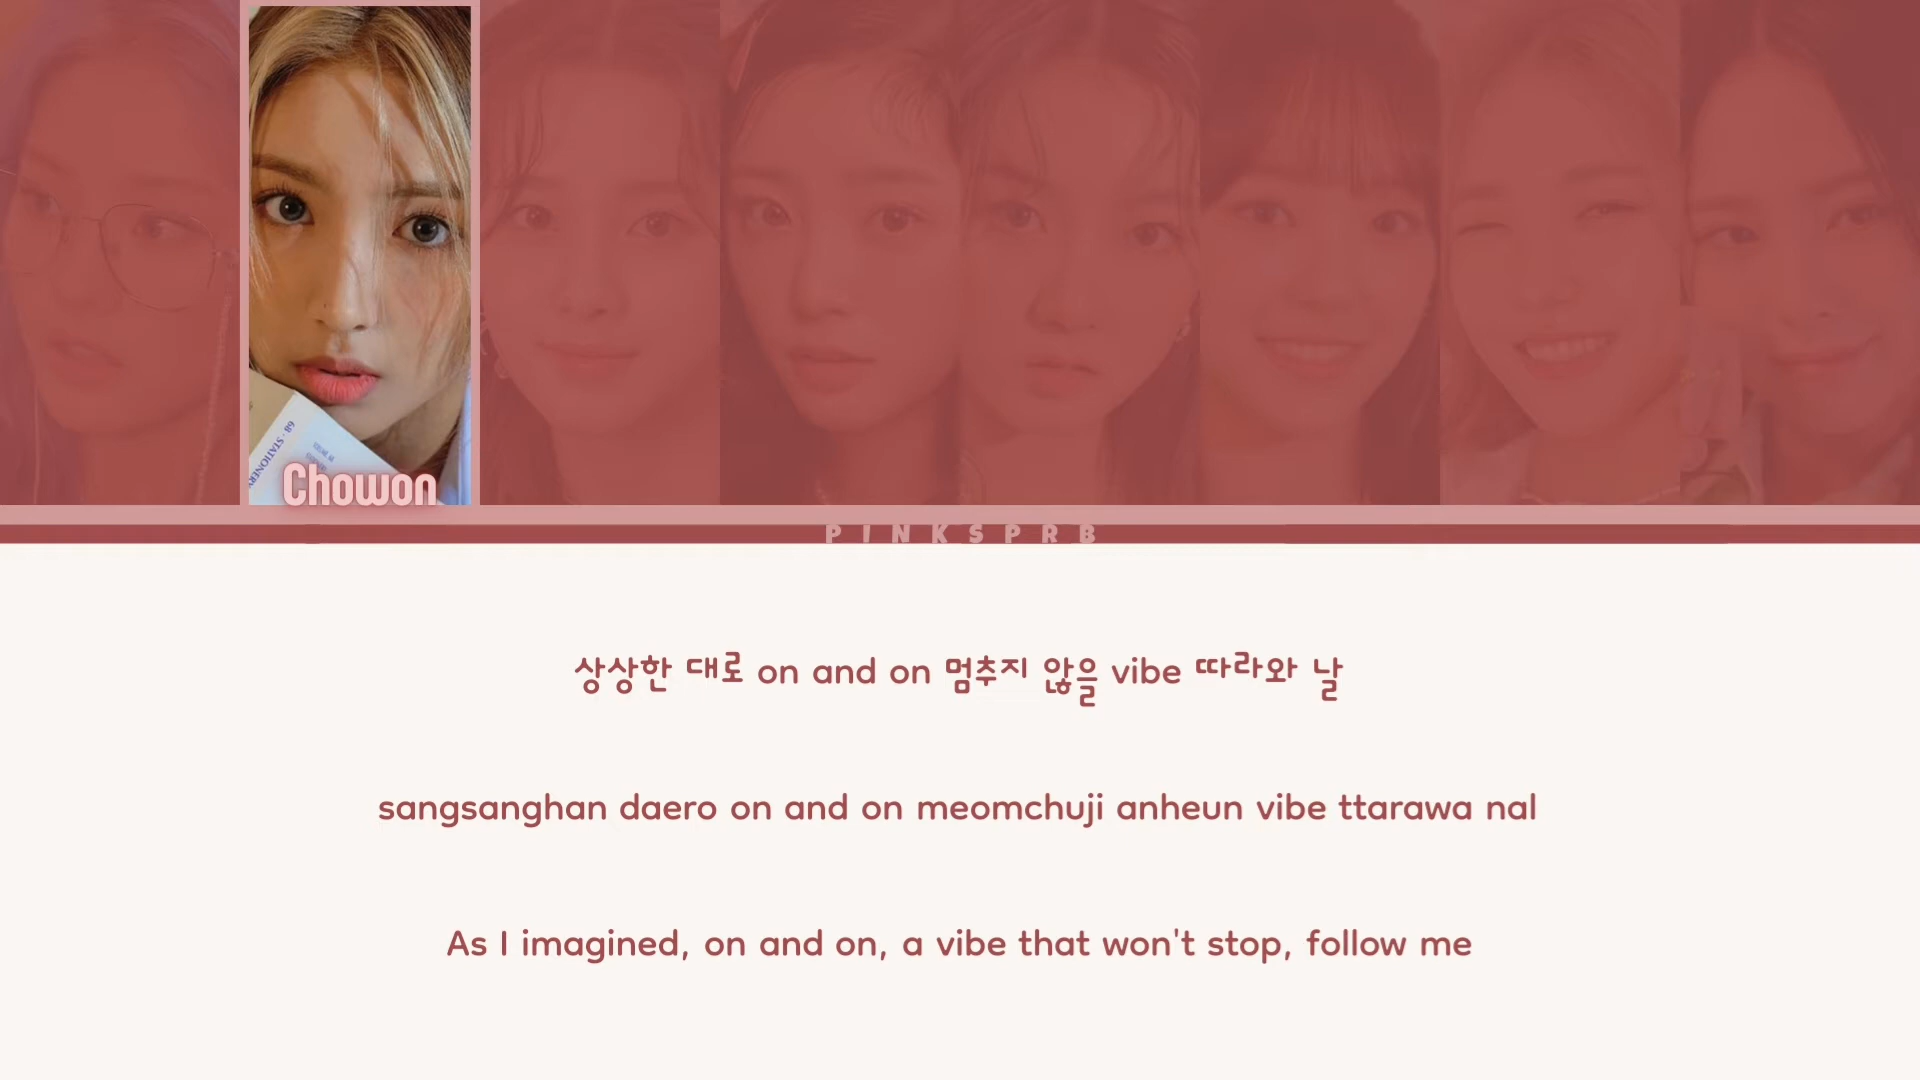 68 · STATIONERY
Chowon
PINKSPRB
상상한 대로 on and on 멈추지 않을 vibe 따라와 날
sangsanghan daero on and on meomchuji anheun vibe ttarawa nal
As I imagined, on and on, a vibe that won't stop, follow me